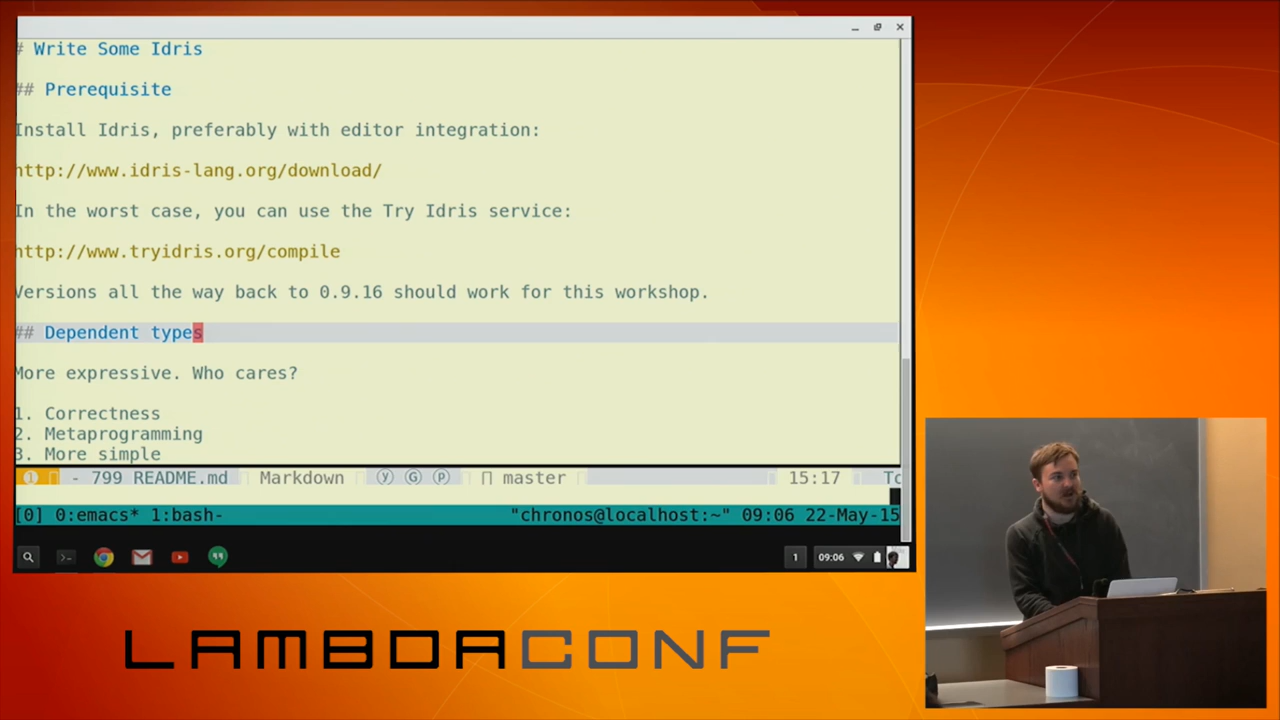 # Write Some Idris
## Prerequisite
Install Idris, preferably with editor integration:
http://www.idris-lang.org/download/
In the worst case, you can use the Try Idris service:
http://www.tryidris.org/compile
Versions all the way back to 0.9.16 should work for this workshop.
## Dependent types
More expressive. Who cares?
1. Correctness
2. Metaprogramming
3. More simple
1 - 799 README.md Markdown y G p master 15:17 To
[0] 0:emacs* 1:bash- "chronos@localhost:~" 09:06 22-May-15
1 09:06
LAMBDACONF